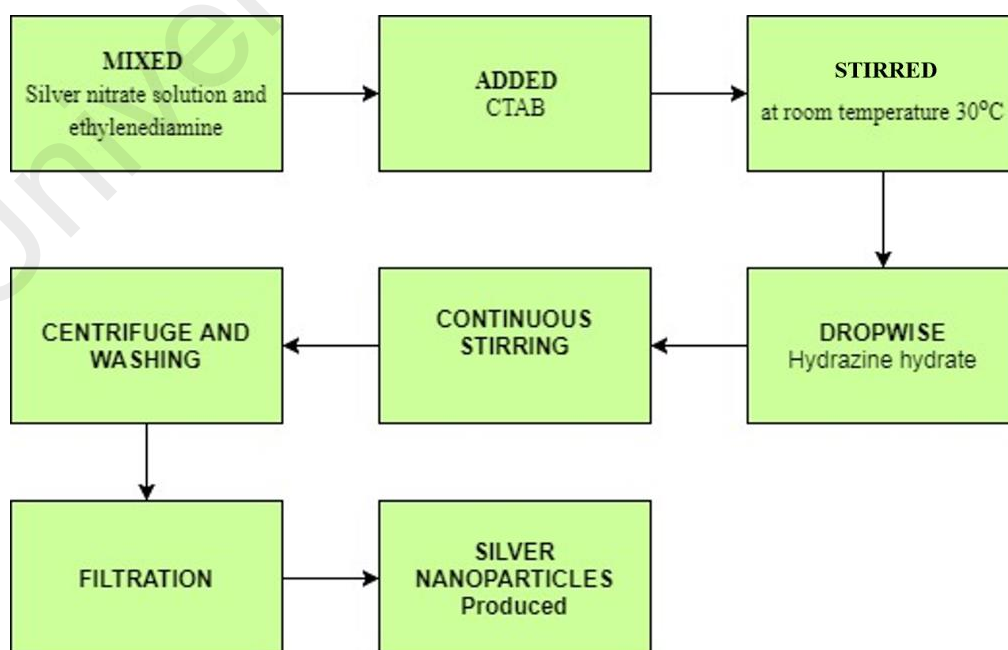 MIXED
Silver nitrate solution and
ethylenediamine
ADDED
CTAB
STIRRED
at room temperature 30⁰C
DROPWISE
Hydrazine hydrate
CONTINUOUS
STIRRING
CENTRIFUGE AND
WASHING
FILTRATION
SILVER
NANOPARTICLES
Produced